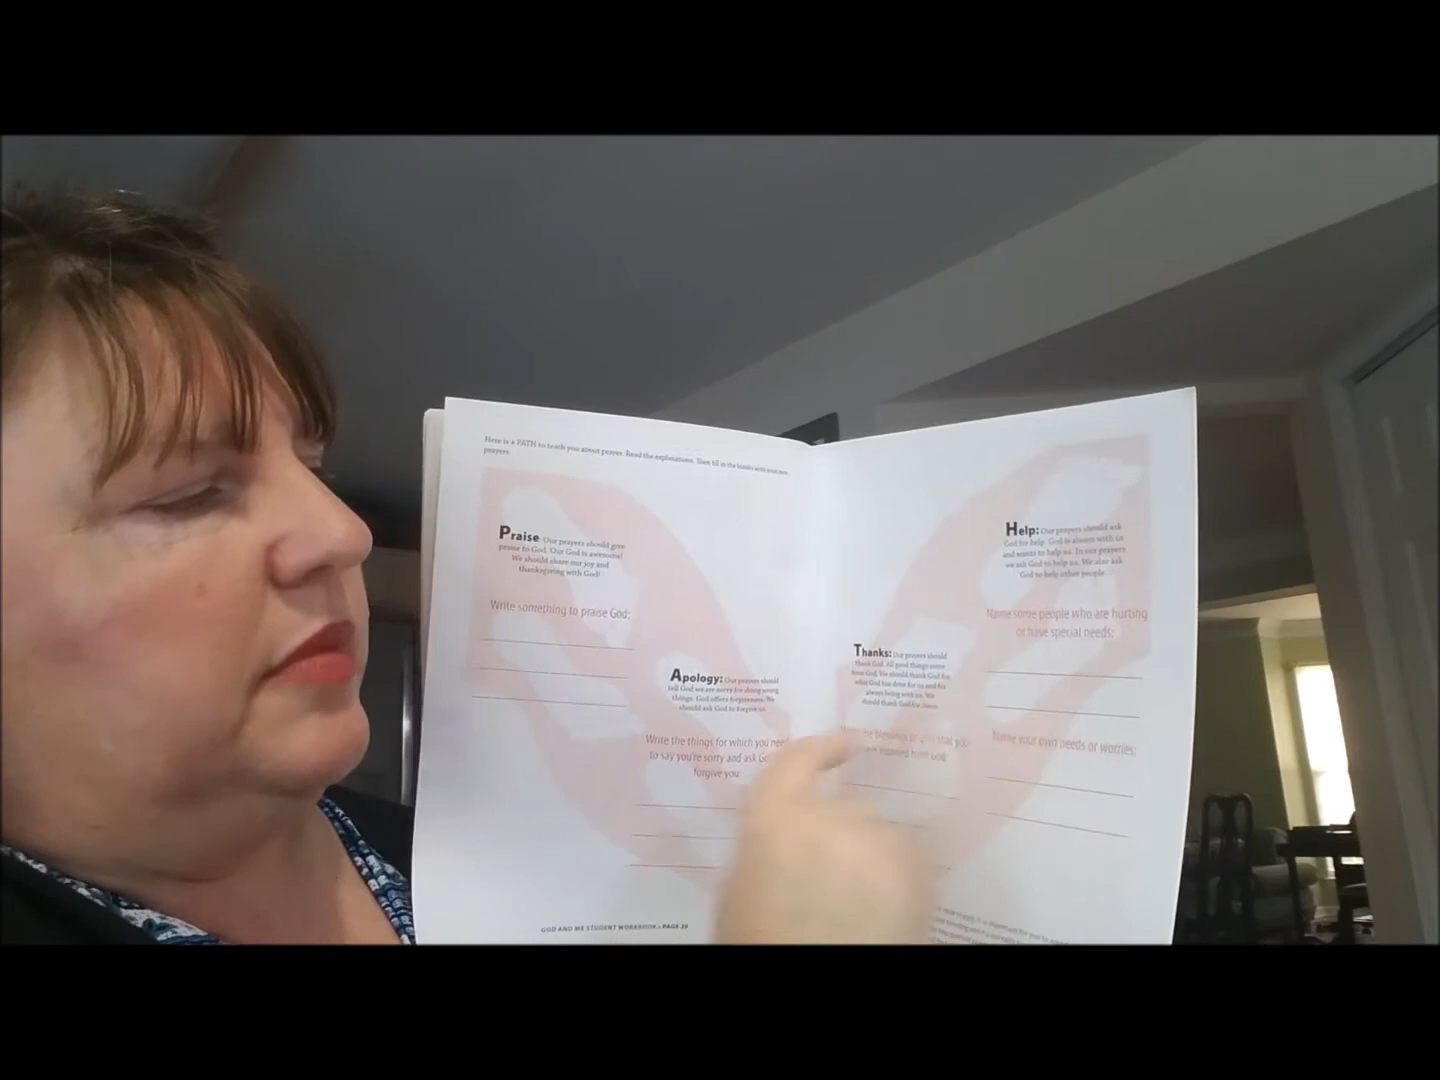 Here is a PATH to teach you about prayer. Read the explanations. Then fill in the blanks with your own
prayers.
Praise: Our prayers should give
praise to God. Our God is awesome!
We should share our joy and
thanksgiving with God!
Write something to praise God:
Apology: Our prayers should
tell God we are sorry for doing wrong
things. God offers forgiveness. We
should ask God to forgive us.
Write the things for which you need
to say you're sorry and ask
forgive you:
GOD AND ME STUDENT WORKBOOK • PAGE 20
Thanks: Our prayers should
thank God. All good things come
from God. We should thank God for
what God has done for us and for
always being with us. We
should thank God for Jesus.
blessings that you
from God:
Help: Our prayers should ask
God for help. God is always with us
and wants to help us. In our prayers
we ask God to help us. We also ask
God to help other people.
Name some people who are hurting
or have special needs:
Name your own needs or worries: